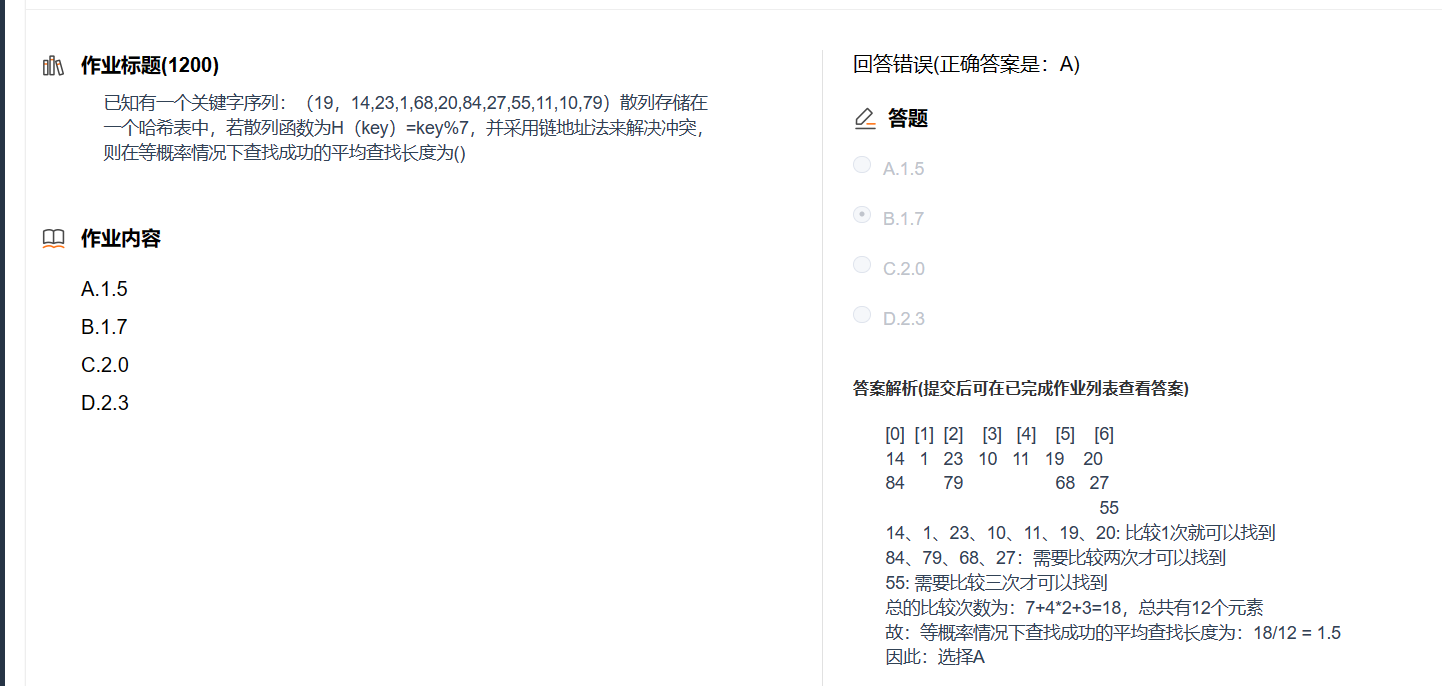 作业标题(1200)
已知有一个关键字序列：（19，14,23,1,68,20,84,27,55,11,10,79）散列存储在
一个哈希表中，若散列函数为H（key）=key%7，并采用链地址法来解决冲突，
则在等概率情况下查找成功的平均查找长度为()
作业内容
A.1.5
B.1.7
C.2.0
D.2.3
回答错误(正确答案是：A)
答题
A.1.5
B.1.7
C.2.0
D.2.3
答案解析(提交后可在已完成作业列表查看答案)
[0] [1] [2] [3] [4] [5] [6]
14 1 23 10 11 19 20
84 79 68 27
55
14、1、23、10、11、19、20: 比较1次就可以找到
84、79、68、27：需要比较两次才可以找到
55: 需要比较三次才可以找到
总的比较次数为：7+4*2+3=18，总共有12个元素
故：等概率情况下查找成功的平均查找长度为：18/12 = 1.5
因此：选择A